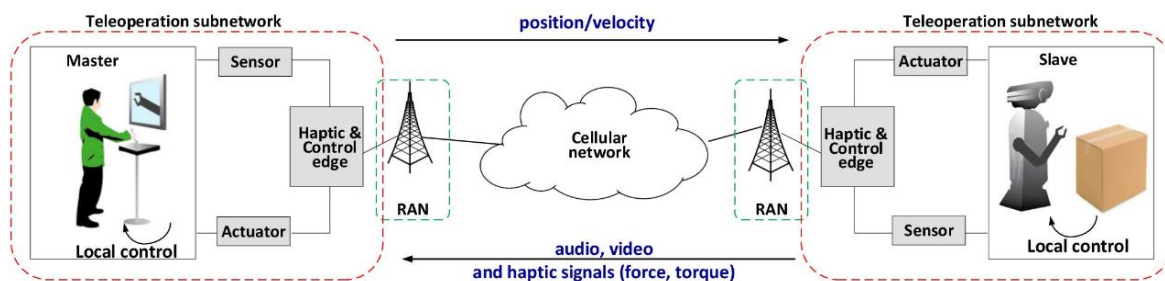 Teleoperation subnetwork
Master
Sensor
Haptic &
Control
edge
Actuator
Local control
RAN
position/velocity
Cellular
network
audio, video
and haptic signals (force, torque)
RAN
Teleoperation subnetwork
Actuator
Slave
Haptic &
Control
edge
Sensor
Local control